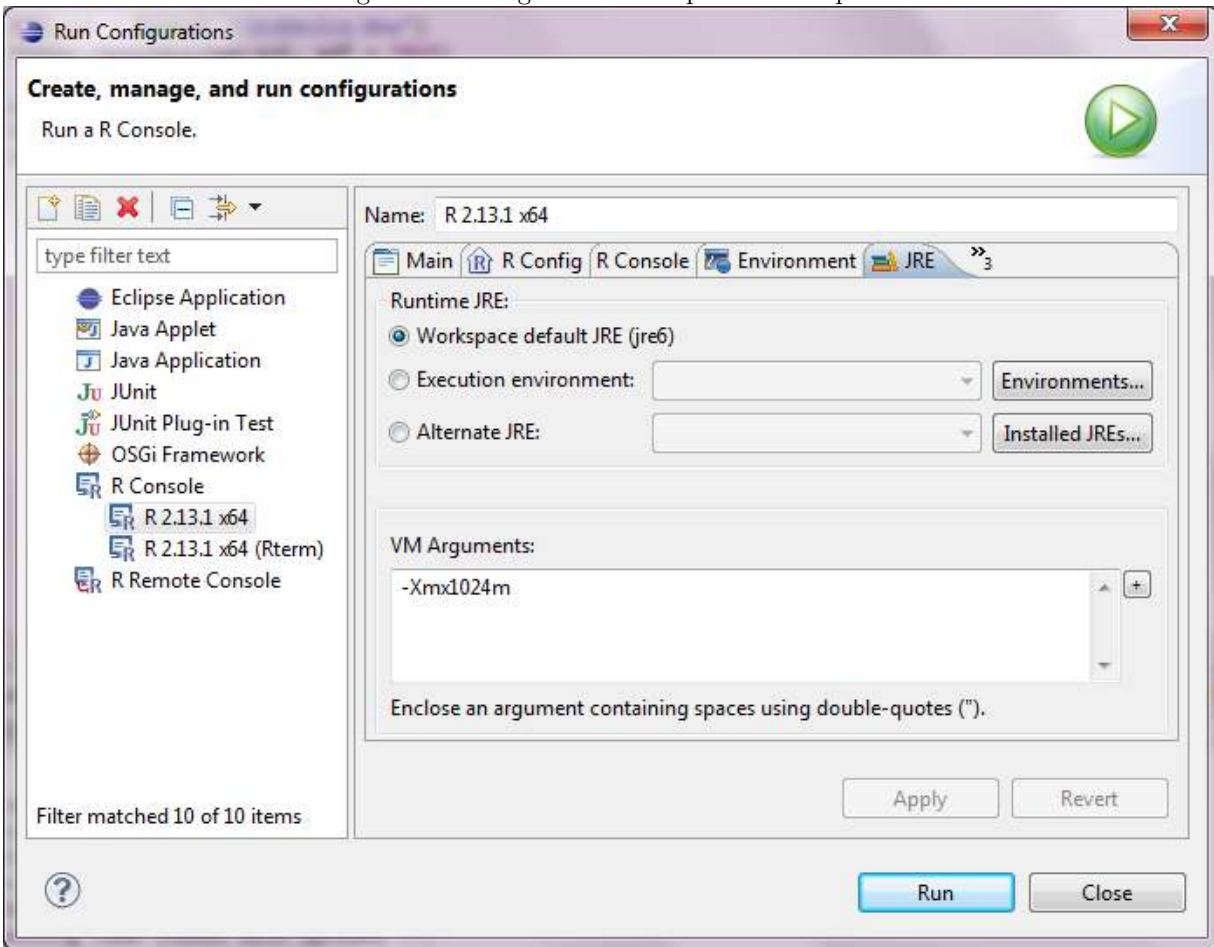 Run Configurations
Create, manage, and run configurations
Run a R Console.
Name: R 2.13.1 x64
type filter text
Main R Config R Console Environment JRE »3
Eclipse Application
Java Applet
Java Application
JUnit
JUnit Plug-in Test
OSGi Framework
R Console
R 2.13.1 x64
R 2.13.1 x64 (Rterm)
R Remote Console
Filter matched 10 of 10 items
Runtime JRE:
Workspace default JRE (jre6)
Execution environment: Environments...
Alternate JRE: Installed JREs...
VM Arguments:
-Xmx1024m
+
Enclose an argument containing spaces using double-quotes (").
Apply Revert
? Run Close